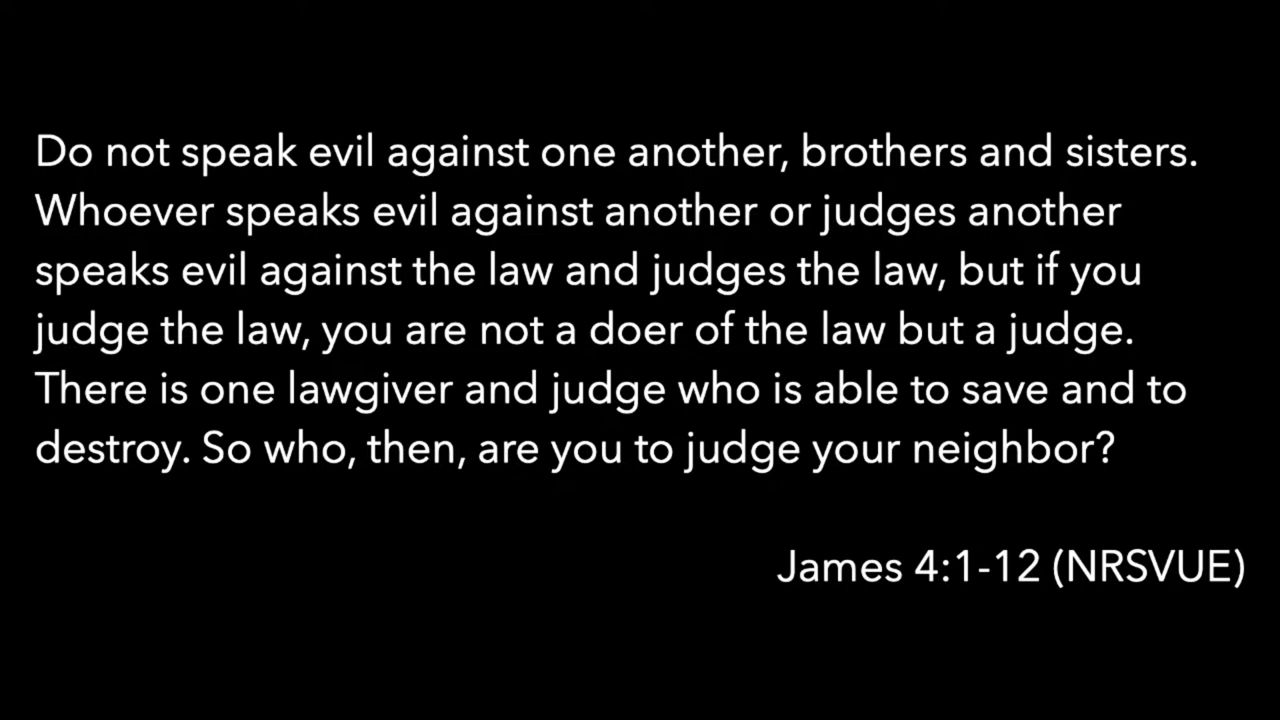 Do not speak evil against one another, brothers and sisters.
Whoever speaks evil against another or judges another
speaks evil against the law and judges the law, but if you
judge the law, you are not a doer of the law but a judge.
There is one lawgiver and judge who is able to save and to
destroy. So who, then, are you to judge your neighbor?
James 4:1-12 (NRSVUE)